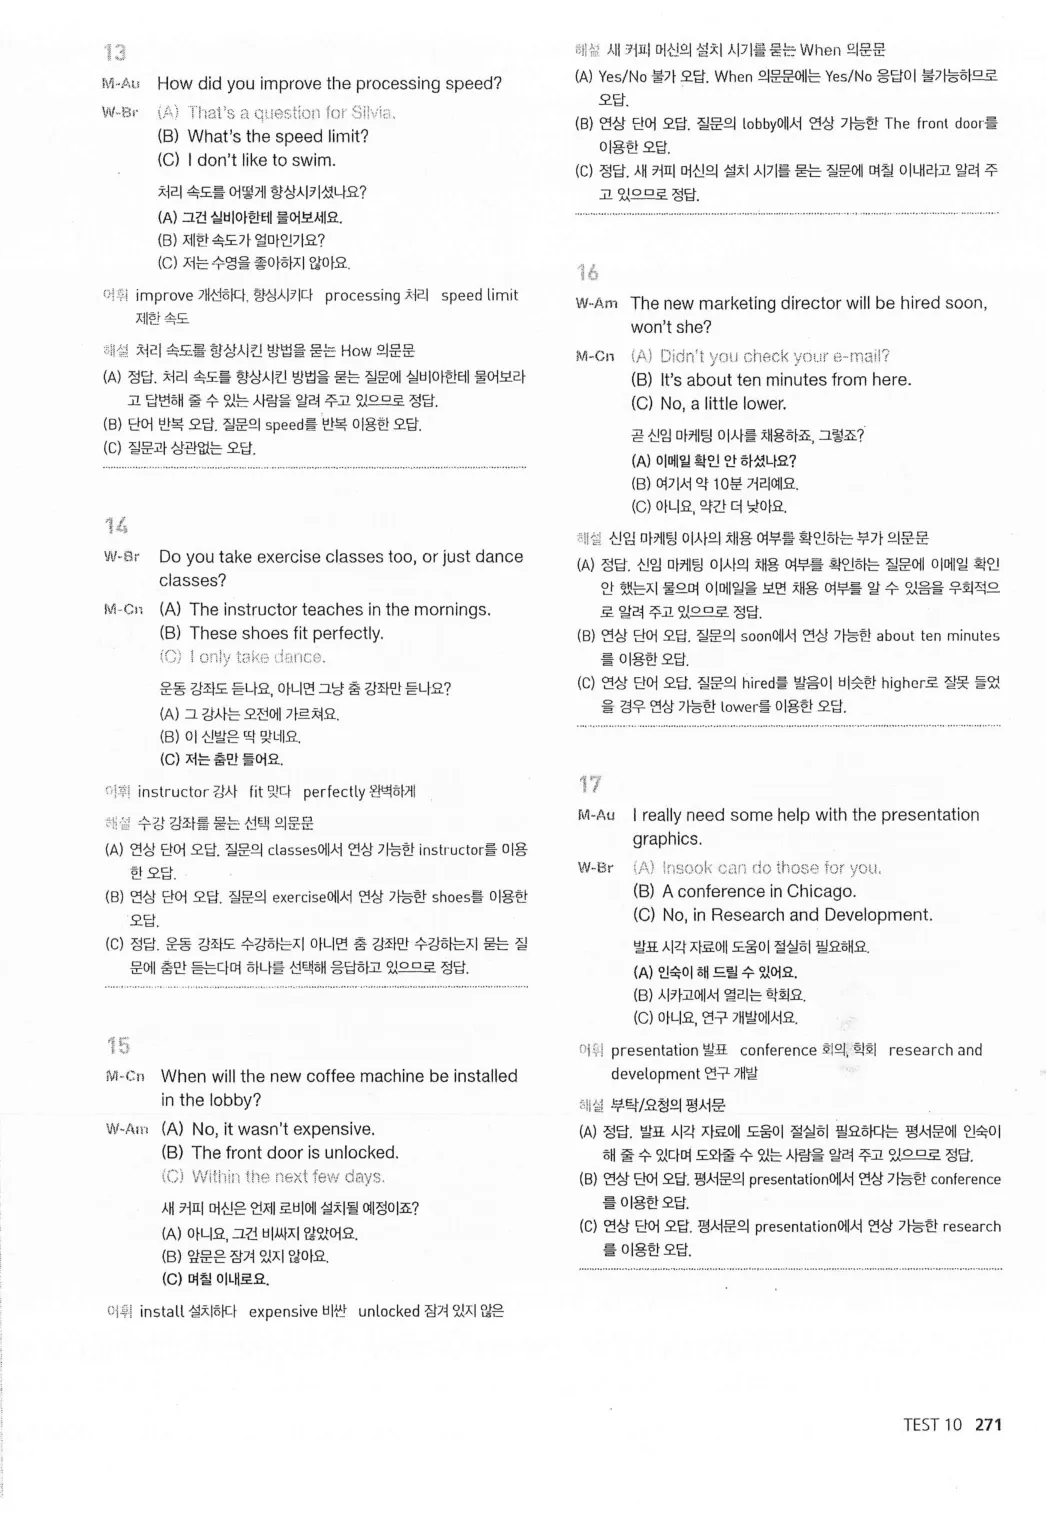 13
M-Au How did you improve the processing speed?
W-Br (A) That's a question for Silvia.
(B) What's the speed limit?
(C) I don't like to swim.
처리 속도를 어떻게 향상시키셨나요?
(A) 그건 실비아한테 물어보세요.
(B) 제한 속도가 얼마인가요?
(C) 저는 수영을 좋아하지 않아요.
어휘 improve 개선하다, 향상시키다 processing 처리 speed limit
제한 속도
해설 처리 속도를 향상시킨 방법을 묻는 How 의문문
(A) 정답. 처리 속도를 향상시킨 방법을 묻는 질문에 실비아한테 물어보라
고 답변해 줄 수 있는 사람을 알려 주고 있으므로 정답.
(B) 단어 반복 오답. 질문의 speed를 반복 이용한 오답.
(C) 질문과 상관없는 오답.
14
W-Br Do you take exercise classes too, or just dance
classes?
M-Cn (A) The instructor teaches in the mornings.
(B) These shoes fit perfectly.
(C) I only take dance.
운동 강좌도 듣나요, 아니면 그냥 춤 강좌만 듣나요?
(A) 그 강사는 오전에 가르쳐요.
(B) 이 신발은 딱 맞네요.
(C) 저는 춤만 들어요.
어휘 instructor 강사 fit 맞다 perfectly 완벽하게
해설 수강 강좌를 묻는 선택 의문문
(A) 연상 단어 오답. 질문의 classes에서 연상 가능한 instructor를 이용
한 오답.
(B) 연상 단어 오답. 질문의 exercise에서 연상 가능한 shoes를 이용한
오답.
(C) 정답. 운동 강좌도 수강하는지 아니면 춤 강좌만 수강하는지 묻는 질
문에 춤만 듣는다며 하나를 선택해 응답하고 있으므로 정답.
15
M-Cn When will the new coffee machine be installed
in the lobby?
W-Am (A) No, it wasn't expensive.
(B) The front door is unlocked.
(C) Within the next few days.
새 커피 머신은 언제 로비에 설치될 예정이죠?
(A) 아니요, 그건 비싸지 않았어요.
(B) 앞문은 잠겨 있지 않아요.
(C) 며칠 이내로요.
어휘 install 설치하다 expensive 비싼 unlocked 잠겨 있지 않은
해설 새 커피 머신의 설치 시기를 묻는 When 의문문
(A) Yes/No 불가 오답. When 의문문에는 Yes/No 응답이 불가능하므로
오답.
(B) 연상 단어 오답. 질문의 lobby에서 연상 가능한 The front door를
이용한 오답.
(C) 정답. 새 커피 머신의 설치 시기를 묻는 질문에 며칠 이내라고 알려 주
고 있으므로 정답.
16
W-Am The new marketing director will be hired soon,
won't she?
M-Cn (A) Didn't you check your e-mail?
(B) It's about ten minutes from here.
(C) No, a little lower.
곧 신임 마케팅 이사를 채용하죠, 그렇죠?
(A) 이메일 확인 안 하셨나요?
(B) 여기서 약 10분 거리예요.
(C) 아니요, 약간 더 낮아요.
해설 신임 마케팅 이사의 채용 여부를 확인하는 부가 의문문
(A) 정답. 신임 마케팅 이사의 채용 여부를 확인하는 질문에 이메일 확인
안 했는지 물으며 이메일을 보면 채용 여부를 알 수 있음을 우회적으
로 알려 주고 있으므로 정답.
(B) 연상 단어 오답. 질문의 soon에서 연상 가능한 about ten minutes
를 이용한 오답.
(C) 연상 단어 오답. 질문의 hired를 발음이 비슷한 higher로 잘못 들었
을 경우 연상 가능한 lower를 이용한 오답.
17
M-Au I really need some help with the presentation
graphics.
W-Br (A) Insook can do those for you.
(B) A conference in Chicago.
(C) No, in Research and Development.
발표 시각 자료에 도움이 절실히 필요해요.
(A) 인숙이 해 드릴 수 있어요.
(B) 시카고에서 열리는 학회요.
(C) 아니요, 연구 개발에서요.
어휘 presentation 발표 conference 회의, 학회 research and
development 연구 개발
해설 부탁/요청의 평서문
(A) 정답. 발표 시각 자료에 도움이 절실히 필요하다는 평서문에 인숙이
해 줄 수 있다며 도와줄 수 있는 사람을 알려 주고 있으므로 정답.
(B) 연상 단어 오답. 평서문의 presentation에서 연상 가능한 conference
를 이용한 오답.
(C) 연상 단어 오답. 평서문의 presentation에서 연상 가능한 research
를 이용한 오답.
TEST 10 271